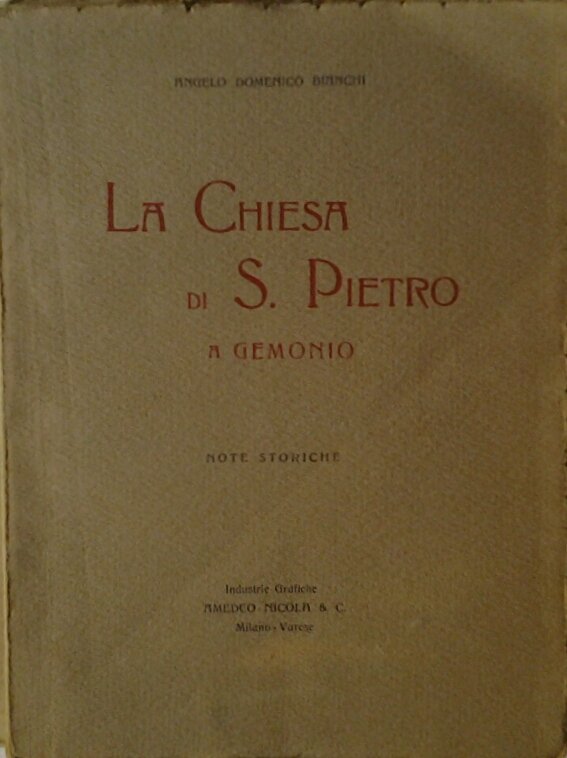 ANGELO DOMENICO BIANCHI
LA CHIESA
DI S. PIETRO
A GEMONIO
NOTE STORICHE
Industrie Grafiche
AMEDEO-NICOLA & C.
Milano-Varese